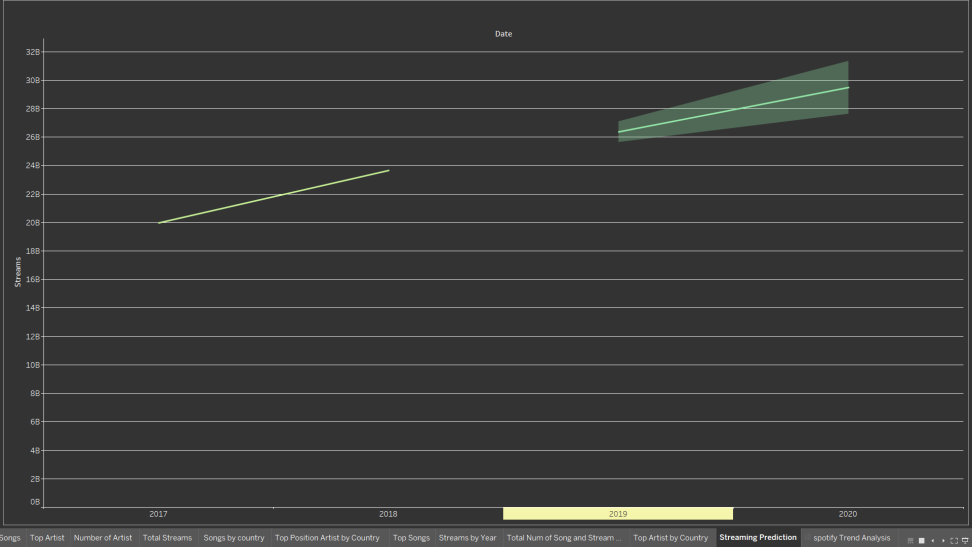 Date
32B
30B
28B
26B
24B
22B
20B
18B
16B
14B
12B
10B
8B
6B
4B
2B
0B
Streams
2017 2018 2019 2020
Songs Top Artist Number of Artist Total Streams Songs by country Top Position Artist by Country Top Songs Streams by Year Total Num of Song and Stream ... Top Artist by Country Streaming Prediction spotify Trend Analysis